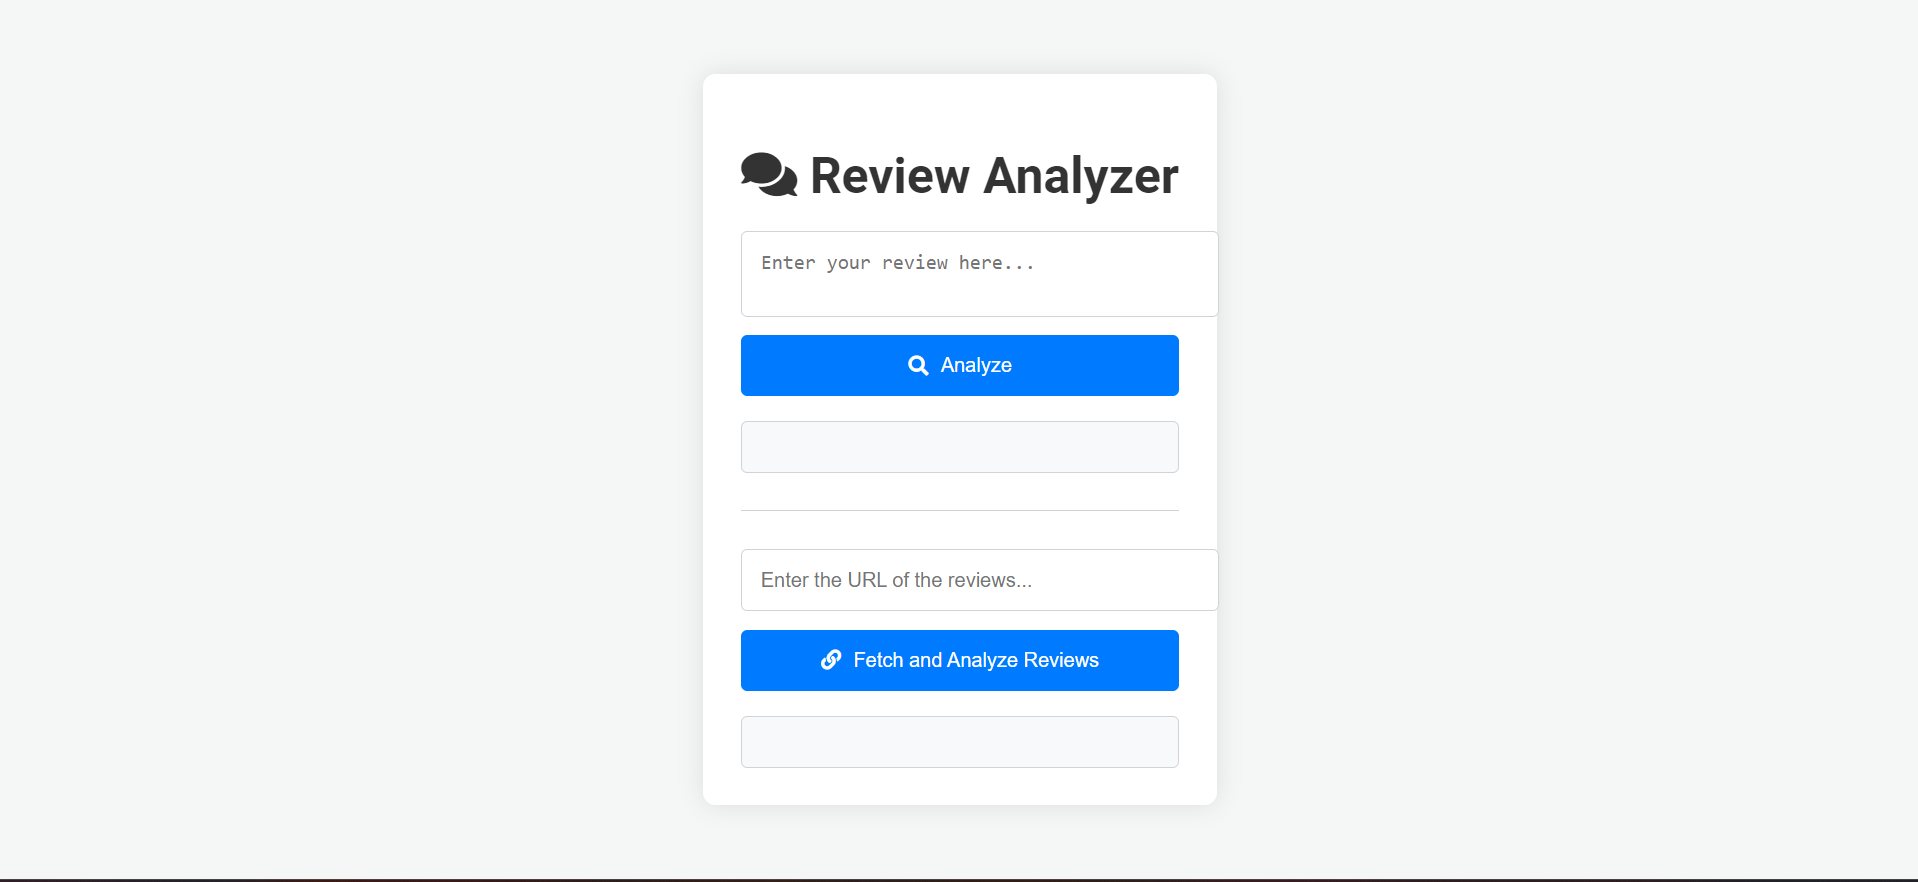 Review Analyzer
Enter your review here...
Analyze
Enter the URL of the reviews...
Fetch and Analyze Reviews